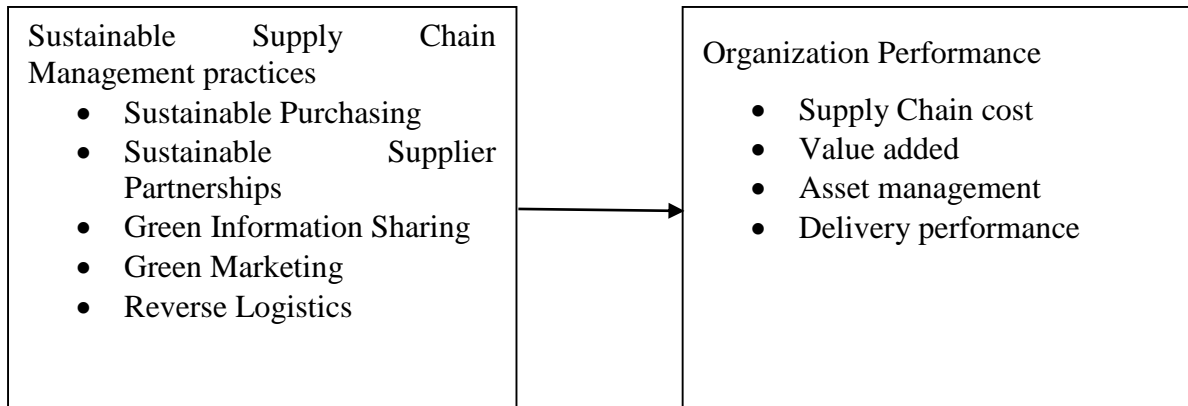 Sustainable Supply Chain
Management practices
• Sustainable Purchasing
• Sustainable Supplier
Partnerships
• Green Information Sharing
• Green Marketing
• Reverse Logistics
Organization Performance
• Supply Chain cost
• Value added
• Asset management
• Delivery performance